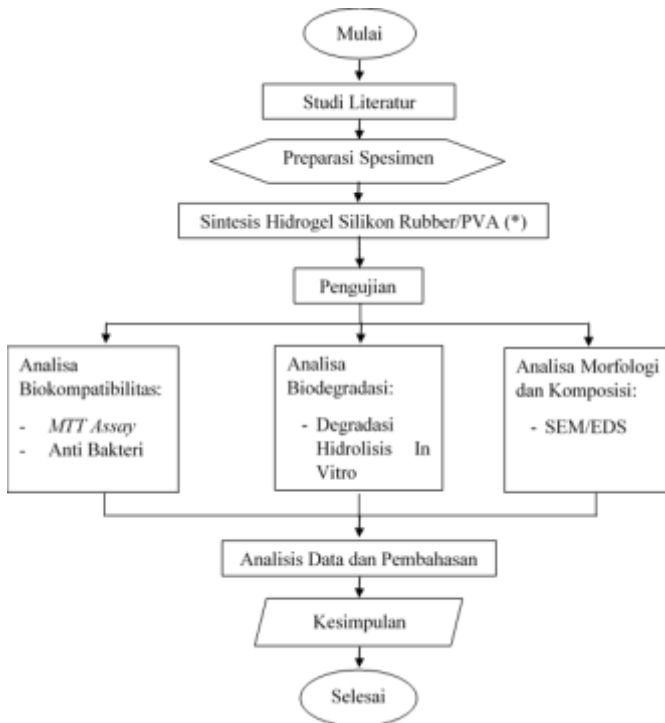 Mulai
Studi Literatur
Preparasi Spesimen
Sintesis Hidrogel Silikon Rubber/PVA (*)
Pengujian
Analisa
Biokompatibilitas:
- MTT Assay
- Anti Bakteri
Analisa
Biodegradasi:
- Degradasi
Hidrolisis In
Vitro
Analisa Morfologi
dan Komposisi:
- SEM/EDS
Analisis Data dan Pembahasan
Kesimpulan
Selesai